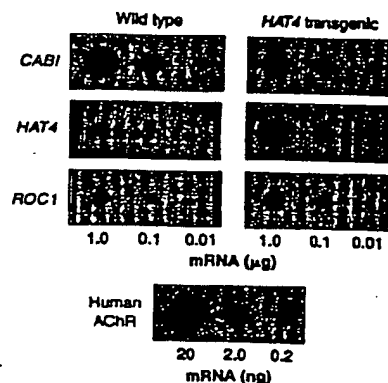 Wild type HAT4 transgenic
CABI
HAT4
ROC1
1.0 0.1 0.01 1.0 0.1 0.01
mRNA (µg)
Human
AChR
20 2.0 0.2
mRNA (ng)